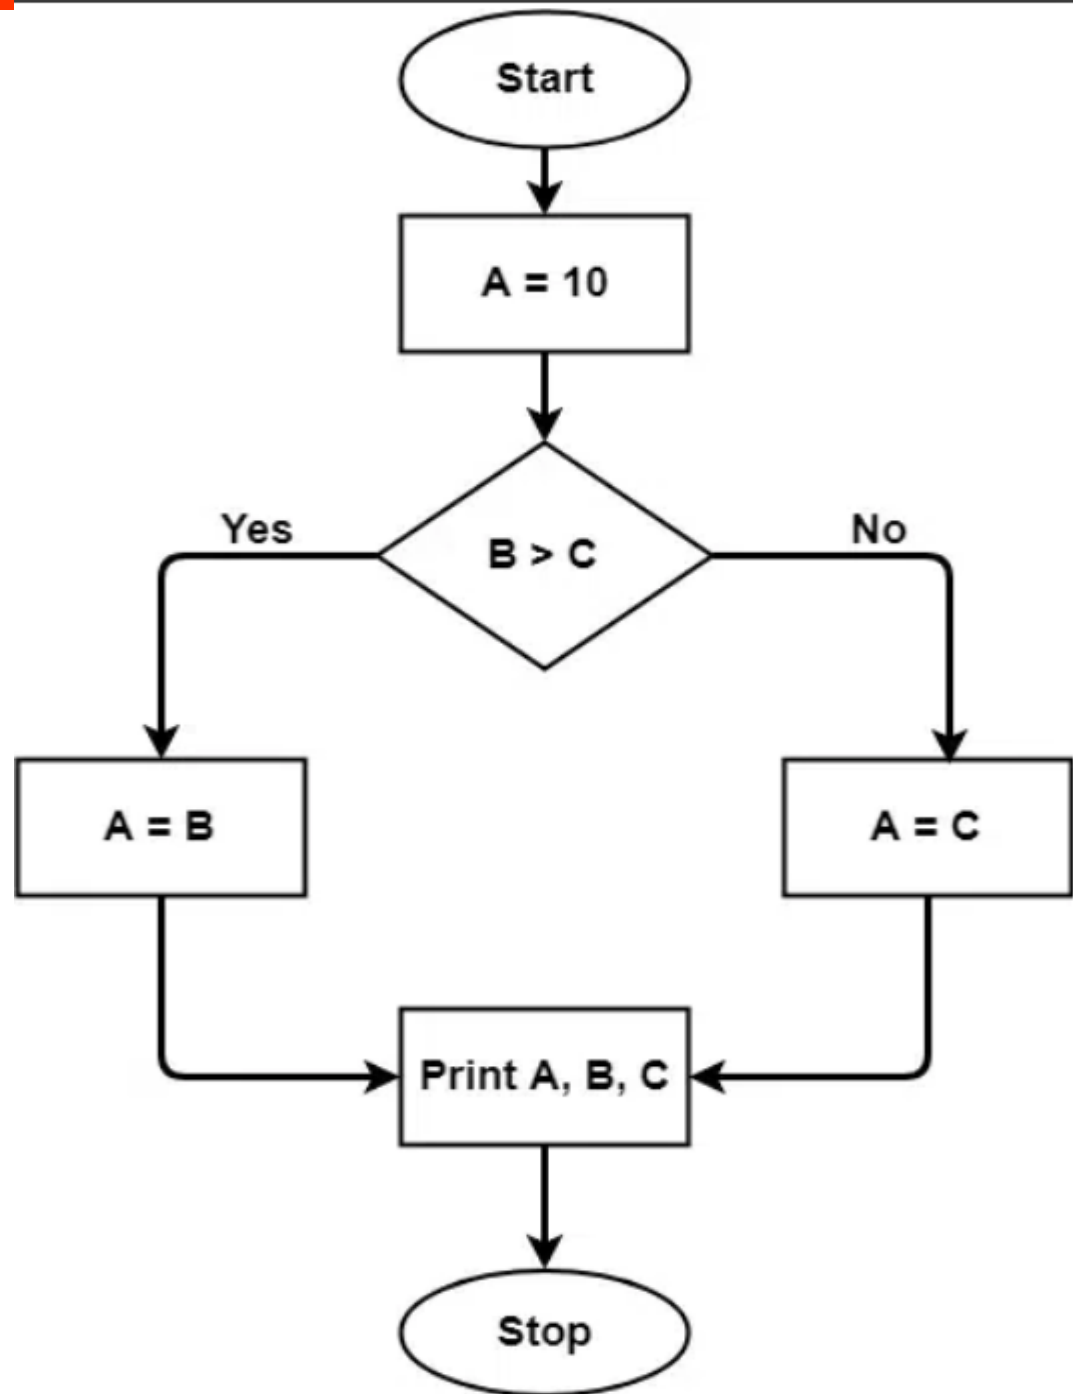 Start
A = 10
B > C
Yes
No
A = B
A = C
Print A, B, C
Stop